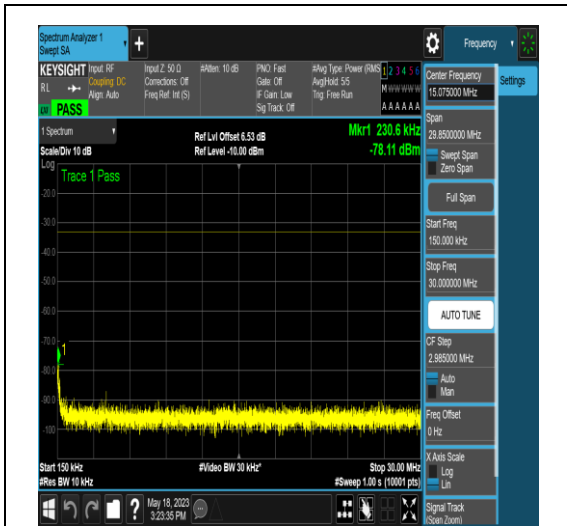 Spectrum Analyzer 1
Swept SA
+
Frequency
KEYSIGHT
Input: RF
Coupling: DC
Align: Auto
RL
PASS
Input Z: 50 Ω
Corrections: Off
Freq Ref: Int (S)
#Atten: 10 dB
PNO: Fast
Gate: Off
IF Gain: Low
Sig Track: Off
#Avg Type: Power (RMS
Avg|Hold: 5/5
Trig: Free Run
1 2 3 4 5 6
M W W W W W
A A A A A A
1 Spectrum
Scale/Div 10 dB
Ref Lvl Offset 6.53 dB
Ref Level -10.00 dBm
Mkr1 230.6 kHz
-78.11 dBm
Log
Trace 1 Pass
-20.0
-30.0
-40.0
-50.0
-60.0
-70.0
-80.0
-90.0
-100
1
Start 150 kHz
#Res BW 10 kHz
#Video BW 30 kHz*
Stop 30.00 MHz
#Sweep 1.00 s (10001 pts)
May 18, 2023
3:23:35 PM
?
Center Frequency
15.075000 MHz
Settings
Span
29.8500000 MHz
Swept Span
Zero Span
Full Span
Start Freq
150.000 kHz
Stop Freq
30.000000 MHz
AUTO TUNE
CF Step
2.985000 MHz
Auto
Man
Freq Offset
0 Hz
X Axis Scale
Log
Lin
Signal Track
(Span Zoom)